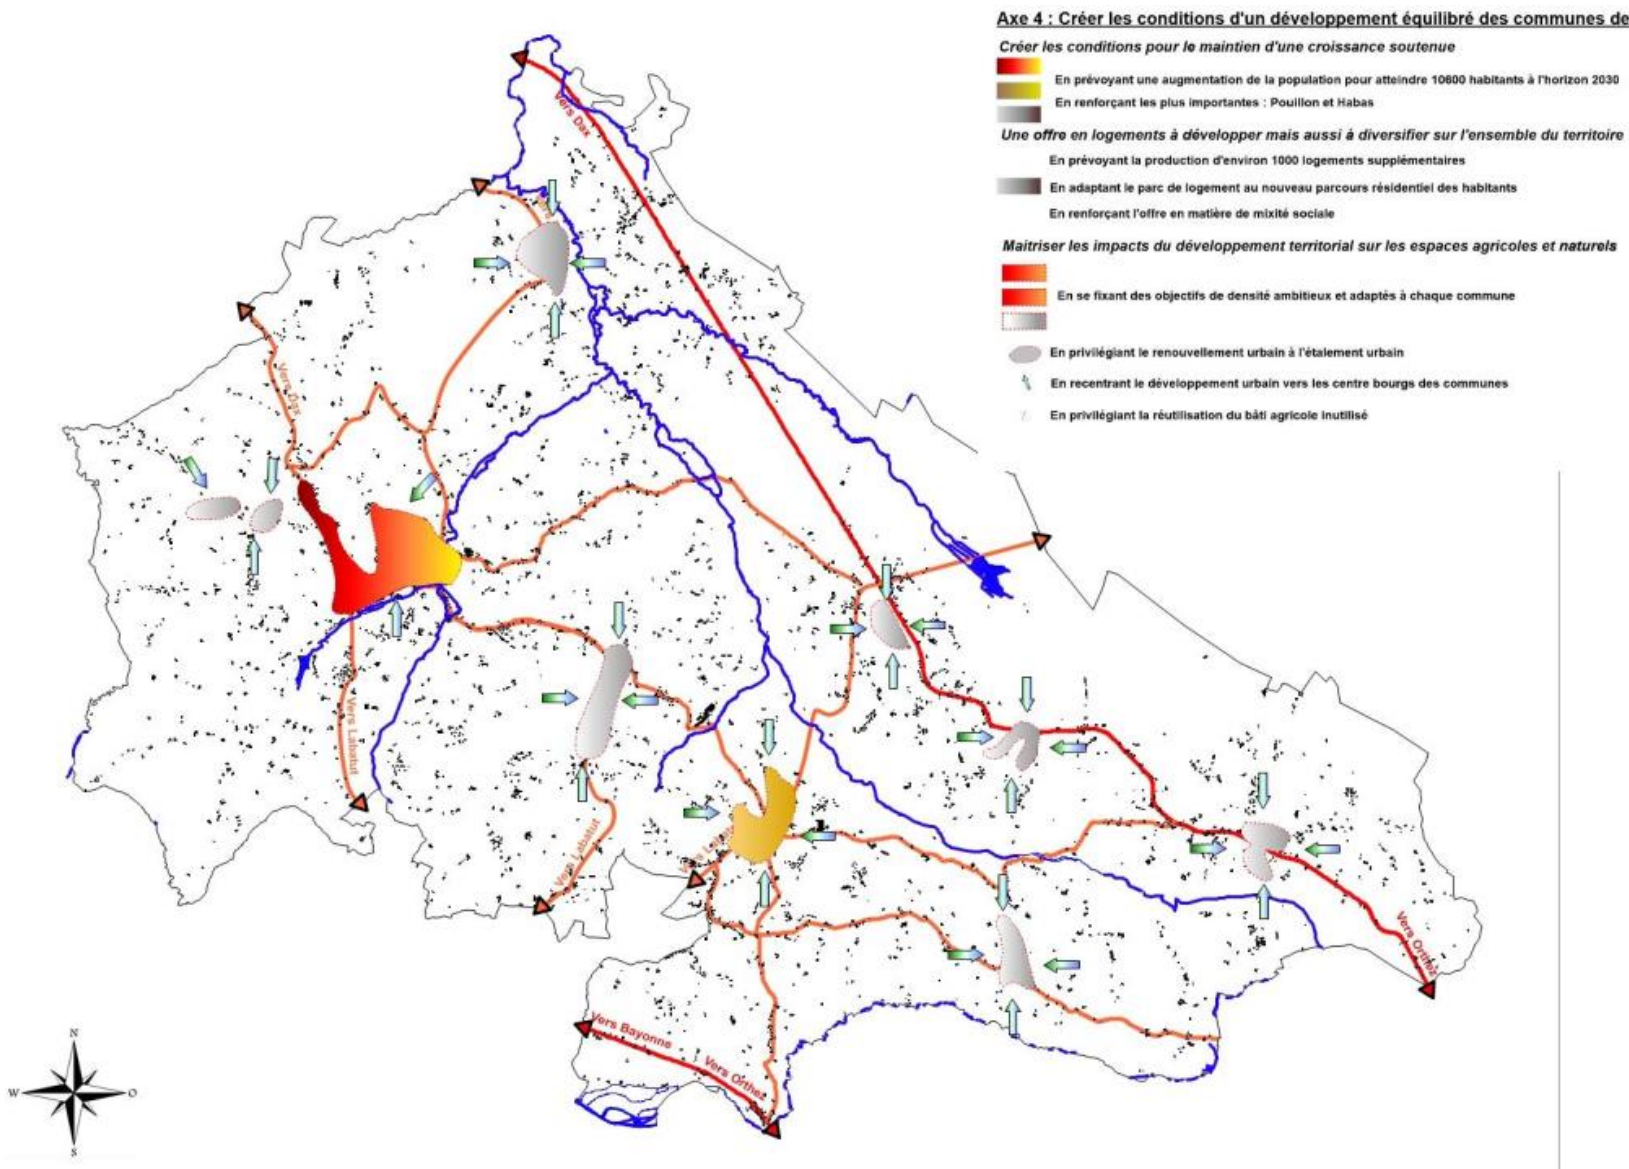 Axe 4 : Créer les conditions d'un développement équilibré des communes de
Créer les conditions pour le maintien d'une croissance soutenue
En prévoyant une augmentation de la population pour atteindre 10600 habitants à l'horizon 2030
En renforçant les plus importantes : Pouillon et Habas
Une offre en logements à développer mais aussi à diversifier sur l'ensemble du territoire
En prévoyant la production d'environ 1000 logements supplémentaires
En adaptant le parc de logement au nouveau parcours résidentiel des habitants
En renforçant l'offre en matière de mixité sociale
Maitriser les impacts du développement territorial sur les espaces agricoles et naturels
En se fixant des objectifs de densité ambitieux et adaptés à chaque commune
En privilégiant le renouvellement urbain à l'étalement urbain
En recentrant le développement urbain vers les centre bourgs des communes
En privilégiant la réutilisation du bâti agricole inutilisé
Vers Dax
Vers Dax
Vers Labatut
Vers Labatut
Vers
Vers Orthez
Vers Bayonne
Vers Orthez
N
W
O
S